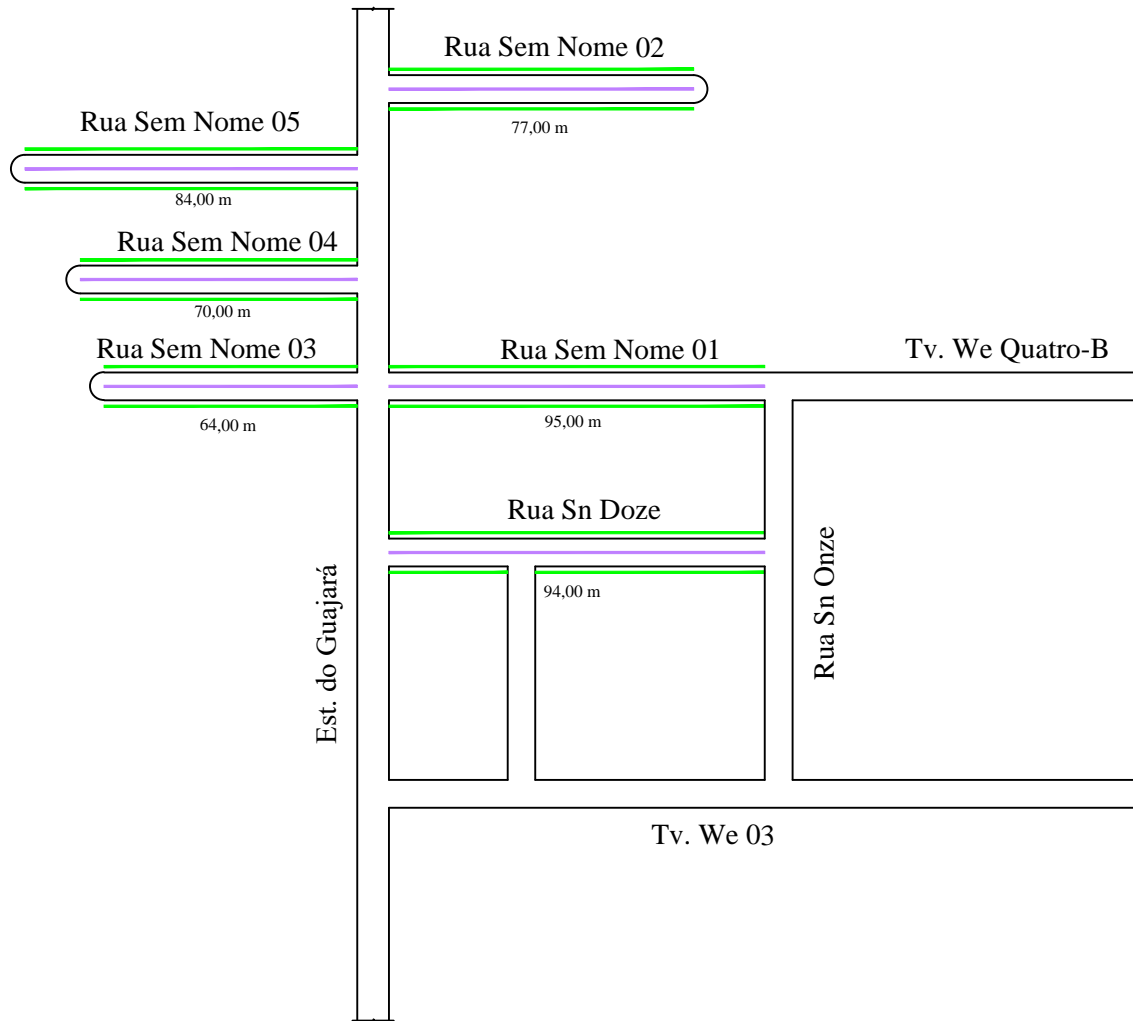 Rua Sem Nome 02
77,00 m
Rua Sem Nome 05
84,00 m
Rua Sem Nome 04
70,00 m
Rua Sem Nome 03
64,00 m
Rua Sem Nome 01
95,00 m
Tv. We Quatro-B
Rua Sn Doze
94,00 m
Est. do Guajará
Rua Sn Onze
Tv. We 03